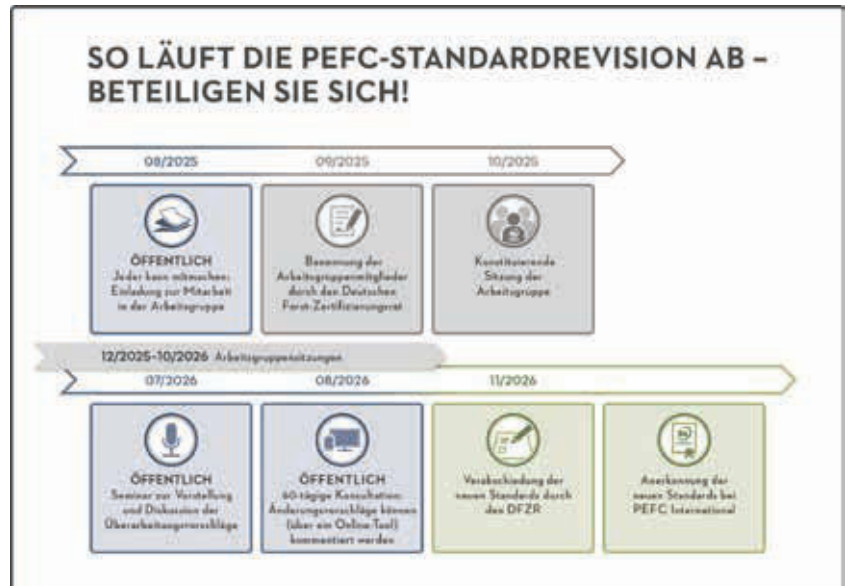 SO LÄUFT DIE PEFC-STANDARDREVISION AB –
BETEILIGEN SIE SICH!
08/2025
09/2025
10/2025
ÖFFENTLICH
Jeder kann mitmachen:
Einladung zur Mitarbeit
in der Arbeitsgruppe
Benennung der
Arbeitsgruppenmitglieder
durch den Deutschen
Forst-Zertifizierungsrat
Konstituierende
Sitzung der
Arbeitsgruppe
12/2025–10/2026 Arbeitsgruppensitzungen
07/2026
08/2026
11/2026
ÖFFENTLICH
Seminar zur Vorstellung
und Diskussion der
Überarbeitungsvorschläge
ÖFFENTLICH
60-tägige Konsultation:
Änderungsvorschläge können
(über ein Online-Tool)
kommentiert werden
Verabschiedung der
neuen Standards durch
den DFZR
Anerkennung der
neuen Standards bei
PEFC International